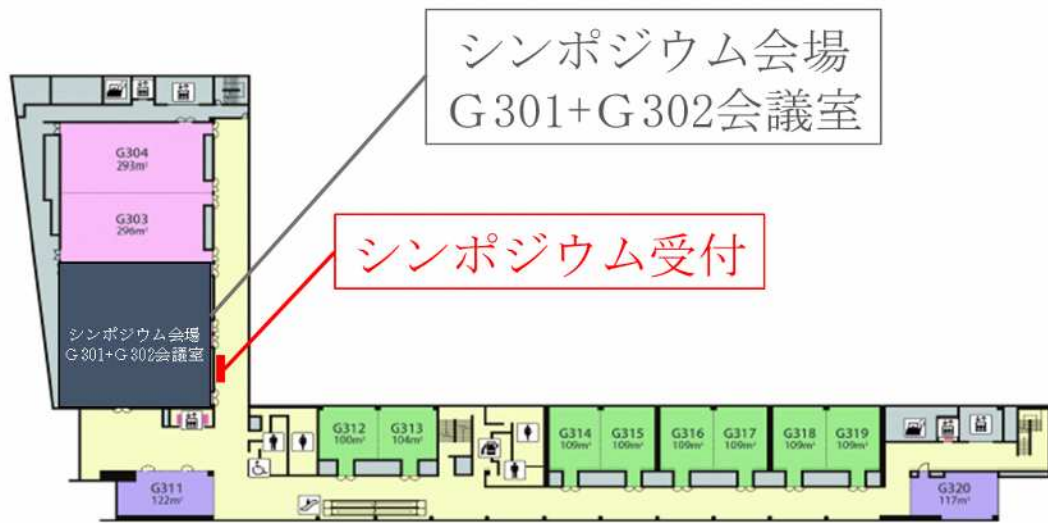 シンポジウム会場
G301+G302会議室
シンポジウム受付
G304
293m²
G303
296m²
シンポジウム会場
G301+G302会議室
G312
100m²
G313
104m²
G314
109m²
G315
109m²
G316
109m²
G317
109m²
G318
109m²
G319
109m²
G311
122m²
G320
117m²